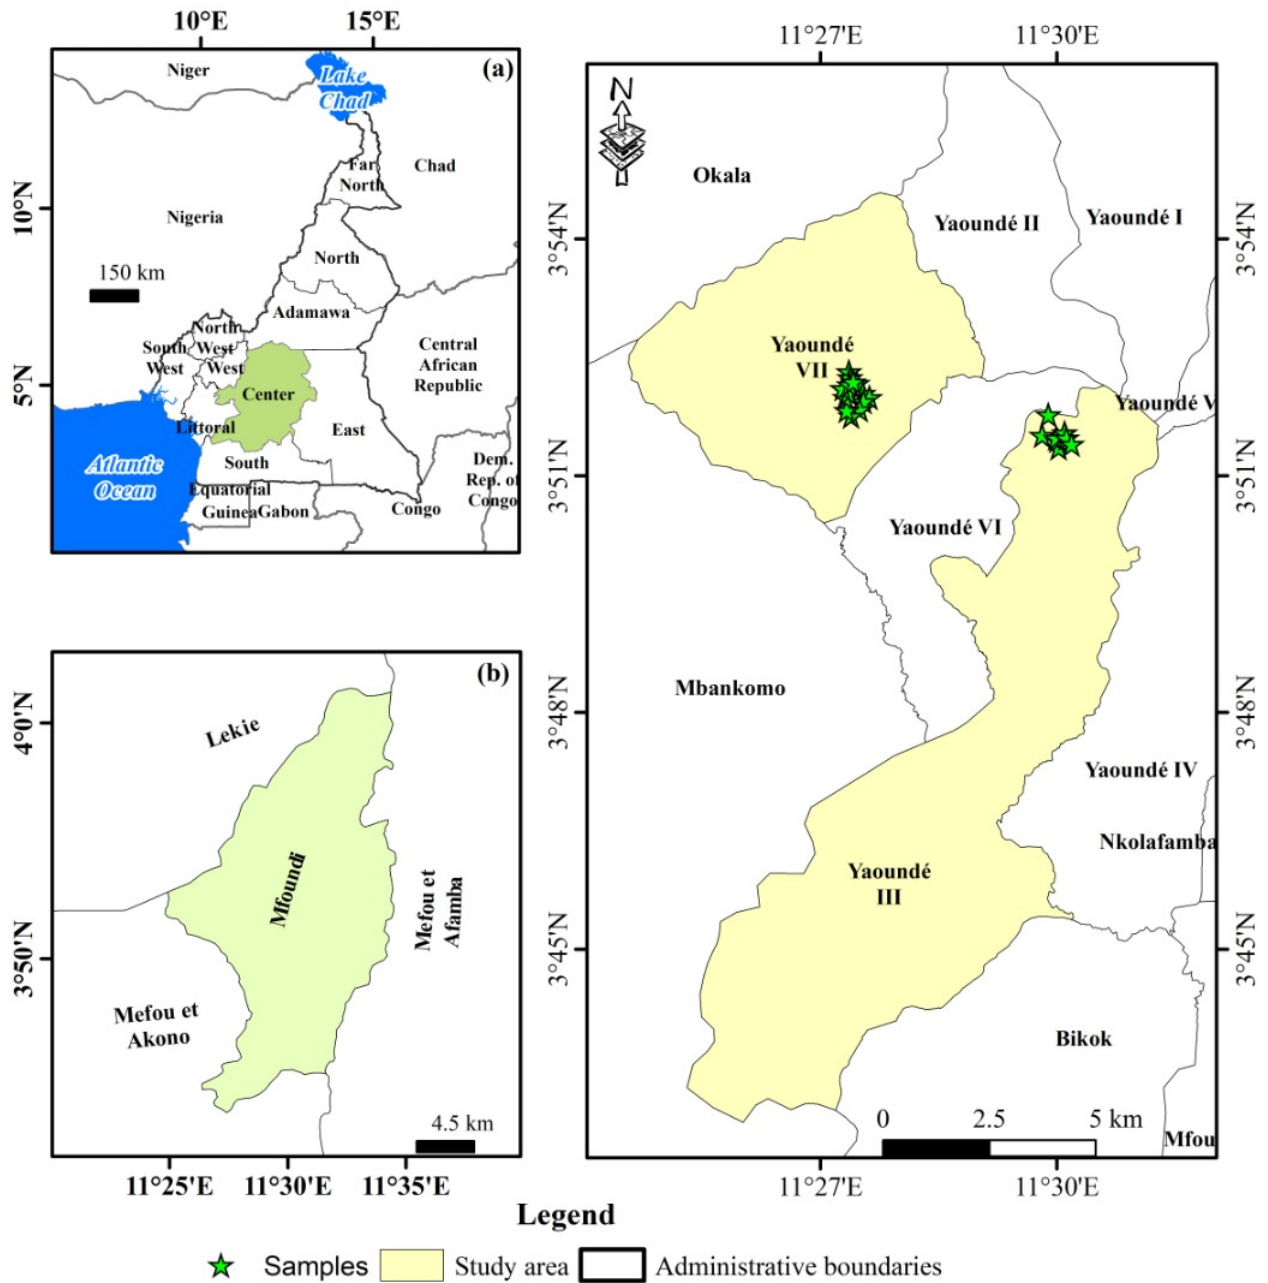 10°E 15°E
(a)
Niger
Lake
Chad
Far
North
Chad
10°N
Nigeria
North
150 km
Adamawa
North
West
South
West
West
Central
African
Republic
5°N
Center
Littoral
East
Atlantic
Ocean
South
Dem.
Rep. of
Congo
Equatorial
Guinea
Gabon
Congo
(b)
4°0'N
Lekie
Mfoundi
Mefou et
Afamba
3°50'N
Mefou et
Akono
4.5 km
11°25'E 11°30'E 11°35'E
11°27'E 11°30'E
N
Okala
Yaoundé II
Yaoundé I
3°54'N 3°54'N
Yaoundé
VII
Yaoundé V
3°51'N 3°51'N
Yaoundé VI
Mbankomo
3°48'N 3°48'N
Yaoundé IV
Nkolafamba
Yaoundé
III
3°45'N 3°45'N
Bikok
0 2.5 5 km
Mfou
11°27'E 11°30'E
Legend
Samples Study area Administrative boundaries